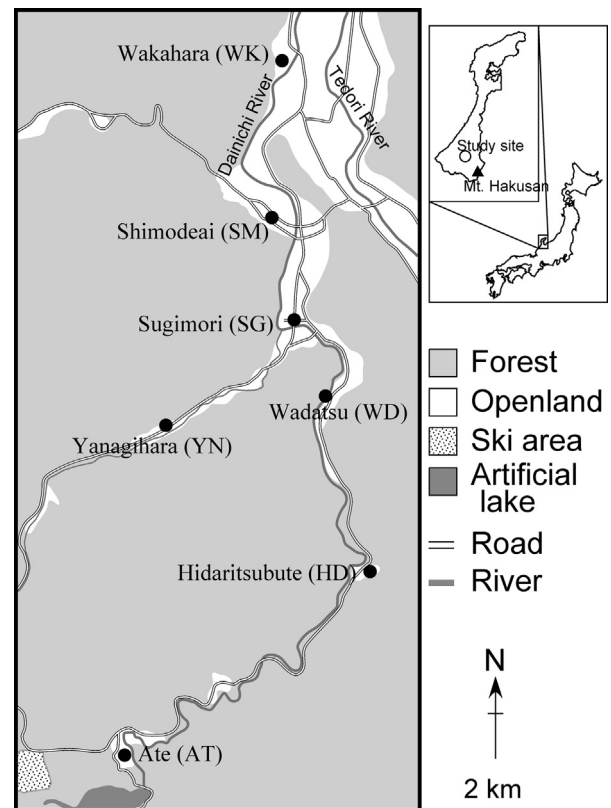 Wakahara (WK)
Dainichi River
Tedori River
Shimodeai (SM)
Sugimori (SG)
Wadatsu (WD)
Yanagihara (YN)
Hidaritsubute (HD)
Ate (AT)
Study site
Mt. Hakusan
Forest
Openland
Ski area
Artificial
lake
Road
River
N
2 km